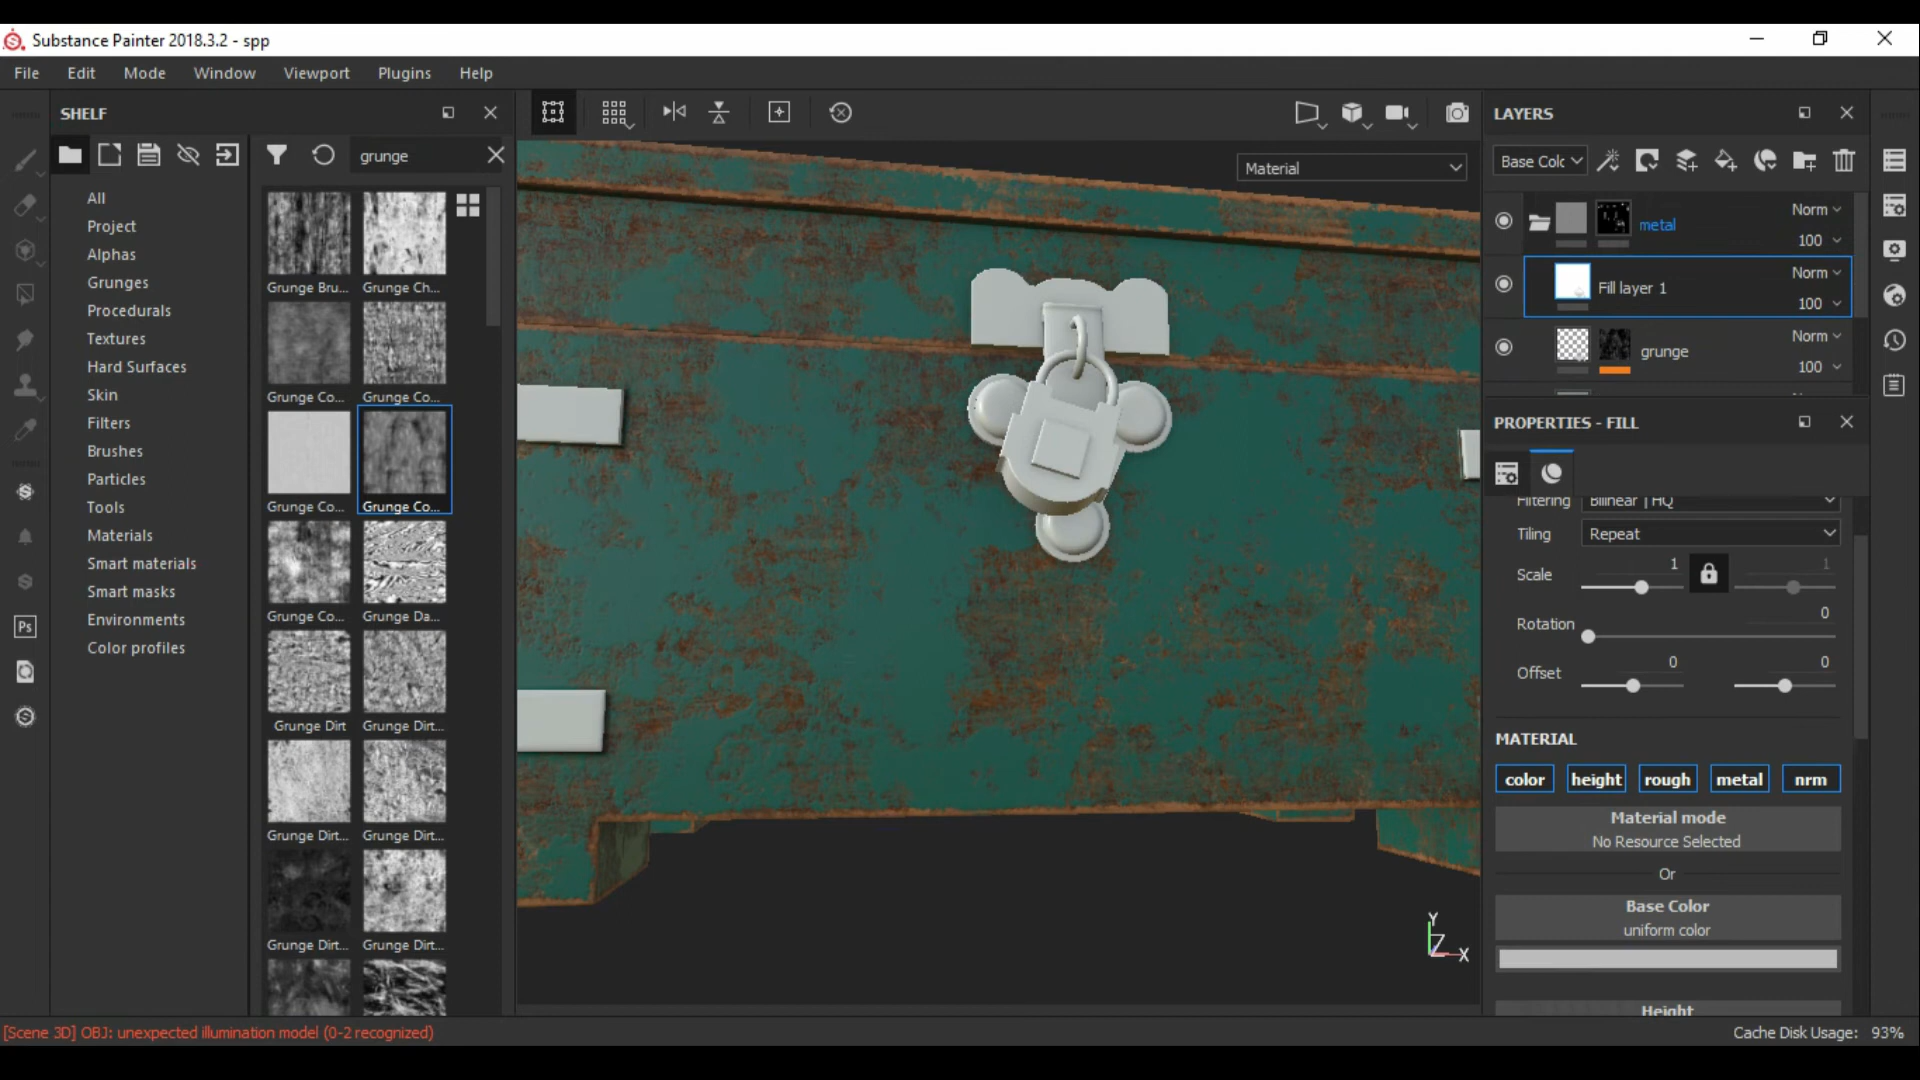 Substance Painter 2018.3.2 - spp
File Edit Mode Window Viewport Plugins Help
SHELF
grunge
All
Project
Alphas
Grunges
Procedurals
Textures
Hard Surfaces
Skin
Filters
Brushes
Particles
Tools
Materials
Smart materials
Smart masks
Environments
Color profiles
Grunge Bru... Grunge Ch...
Grunge Co... Grunge Co...
Grunge Co... Grunge Co...
Grunge Co... Grunge Da...
Grunge Dirt Grunge Dirt...
Grunge Dirt... Grunge Dirt...
Grunge Dirt... Grunge Dirt...
Material
Y
Z
X
LAYERS
Base Colc
metal Norm 100
Fill layer 1 Norm 100
grunge Norm 100
PROPERTIES - FILL
Filtering Bilinear | HQ
Tiling Repeat
Scale 1 1
Rotation 0
Offset 0 0
MATERIAL
color height rough metal nrm
Material mode
No Resource Selected
Or
Base Color
uniform color
Height
Ps
[Scene 3D] OBJ: unexpected illumination model (0-2 recognized)
Cache Disk Usage: 93%